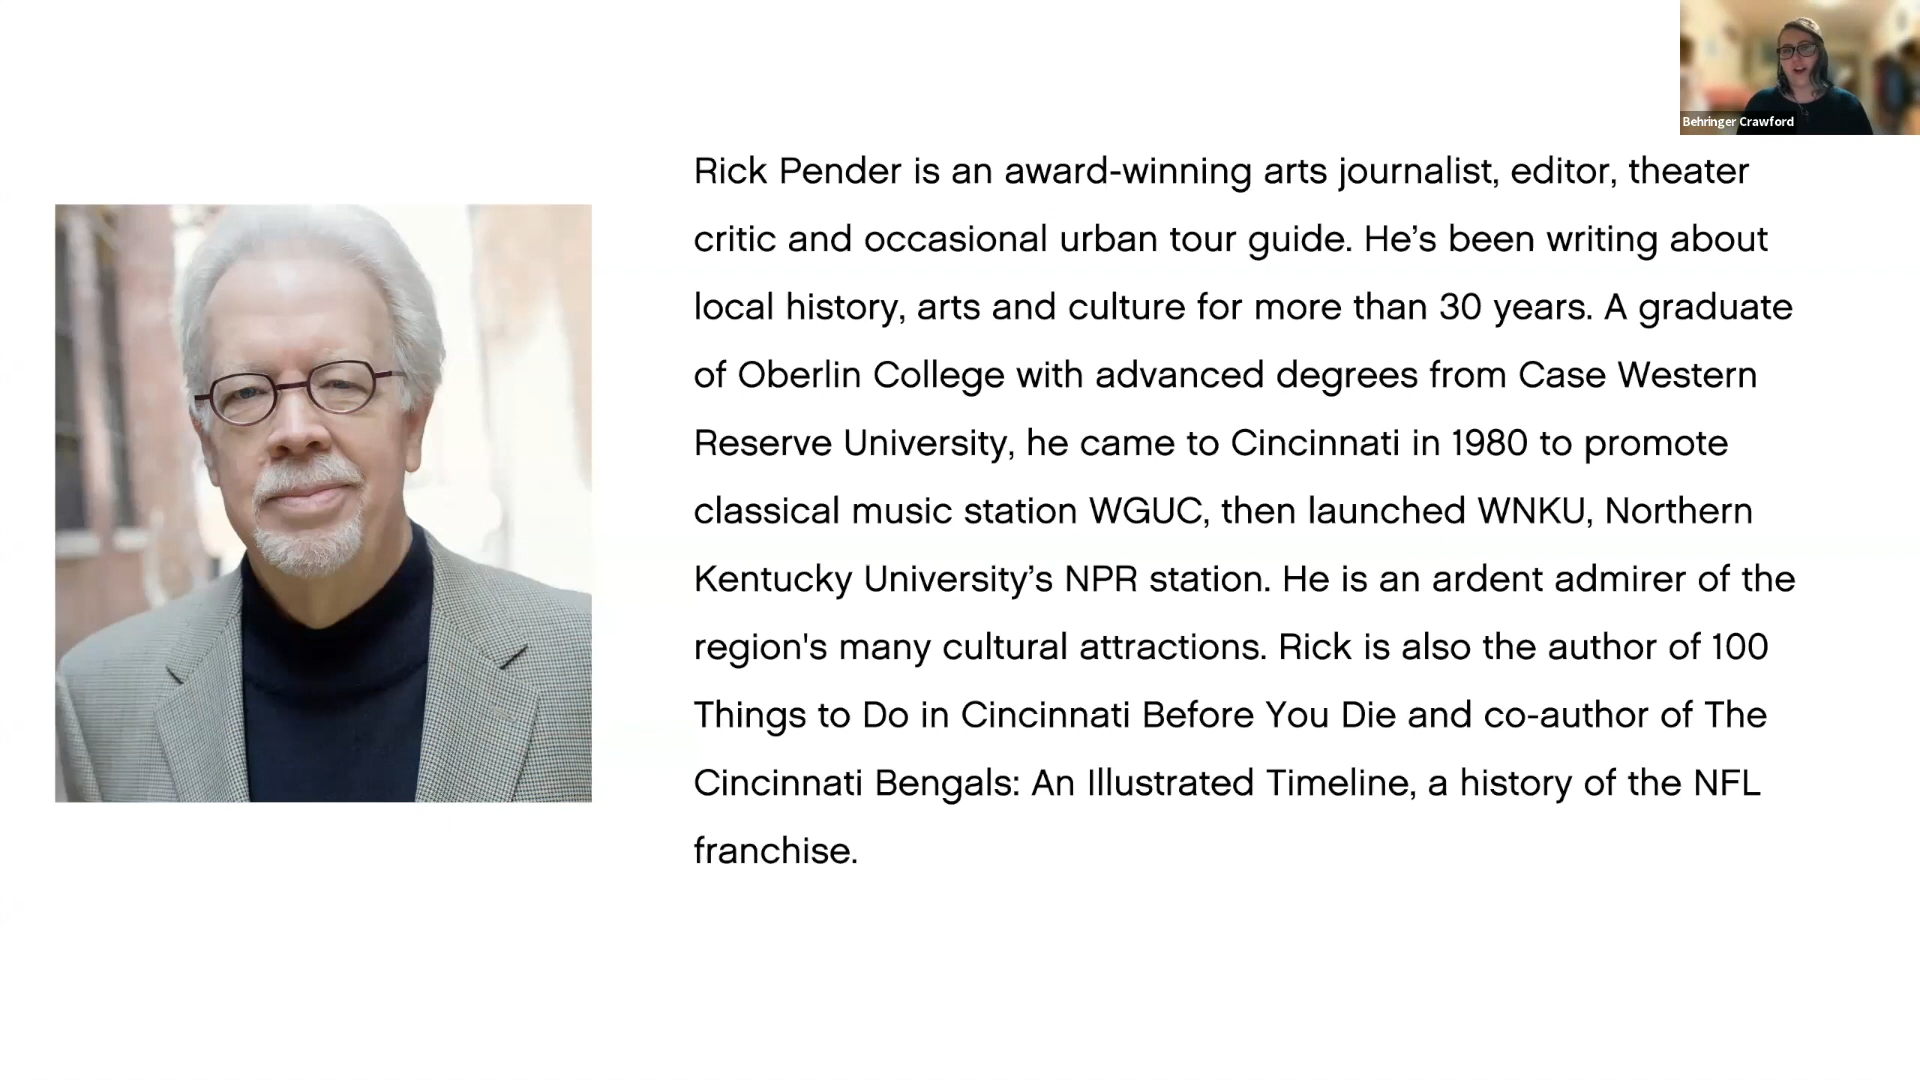 Behringer Crawford
Rick Pender is an award-winning arts journalist, editor, theater
critic and occasional urban tour guide. He’s been writing about
local history, arts and culture for more than 30 years. A graduate
of Oberlin College with advanced degrees from Case Western
Reserve University, he came to Cincinnati in 1980 to promote
classical music station WGUC, then launched WNKU, Northern
Kentucky University’s NPR station. He is an ardent admirer of the
region's many cultural attractions. Rick is also the author of 100
Things to Do in Cincinnati Before You Die and co-author of The
Cincinnati Bengals: An Illustrated Timeline, a history of the NFL
franchise.